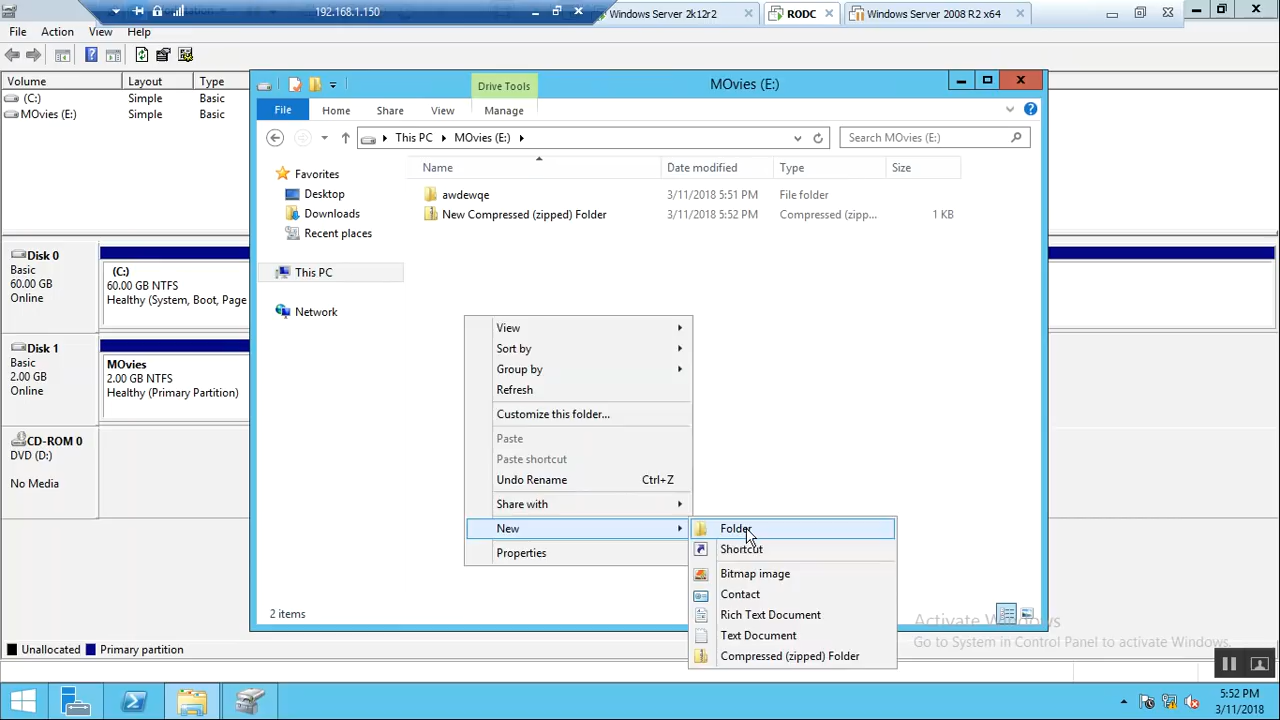 192.168.1.150
Windows Server 2k12r2
RODC
Windows Server 2008 R2 x64
File Action View Help
Volume Layout Type
(C:) Simple Basic
MOvies (E:) Simple Basic
Drive Tools
MOvies (E:)
File Home Share View Manage
This PC MOvies (E:)
Search MOvies (E:)
Name Date modified Type Size
Favorites
Desktop
Downloads
Recent places
This PC
Network
awdewqe 3/11/2018 5:51 PM File folder
New Compressed (zipped) Folder 3/11/2018 5:52 PM Compressed (zipp... 1 KB
Disk 0
Basic
60.00 GB
Online
(C:)
60.00 GB NTFS
Healthy (System, Boot, Page
Disk 1
Basic
2.00 GB
Online
MOvies
2.00 GB NTFS
Healthy (Primary Partition)
CD-ROM 0
DVD (D:)
No Media
View
Sort by
Group by
Refresh
Customize this folder...
Paste
Paste shortcut
Undo Rename Ctrl+Z
Share with
New
Properties
Folder
Shortcut
Bitmap image
Contact
Rich Text Document
Text Document
Compressed (zipped) Folder
2 items
Activate Windows
Go to System in Control Panel to activate Windows.
Unallocated Primary partition
5:52 PM
3/11/2018